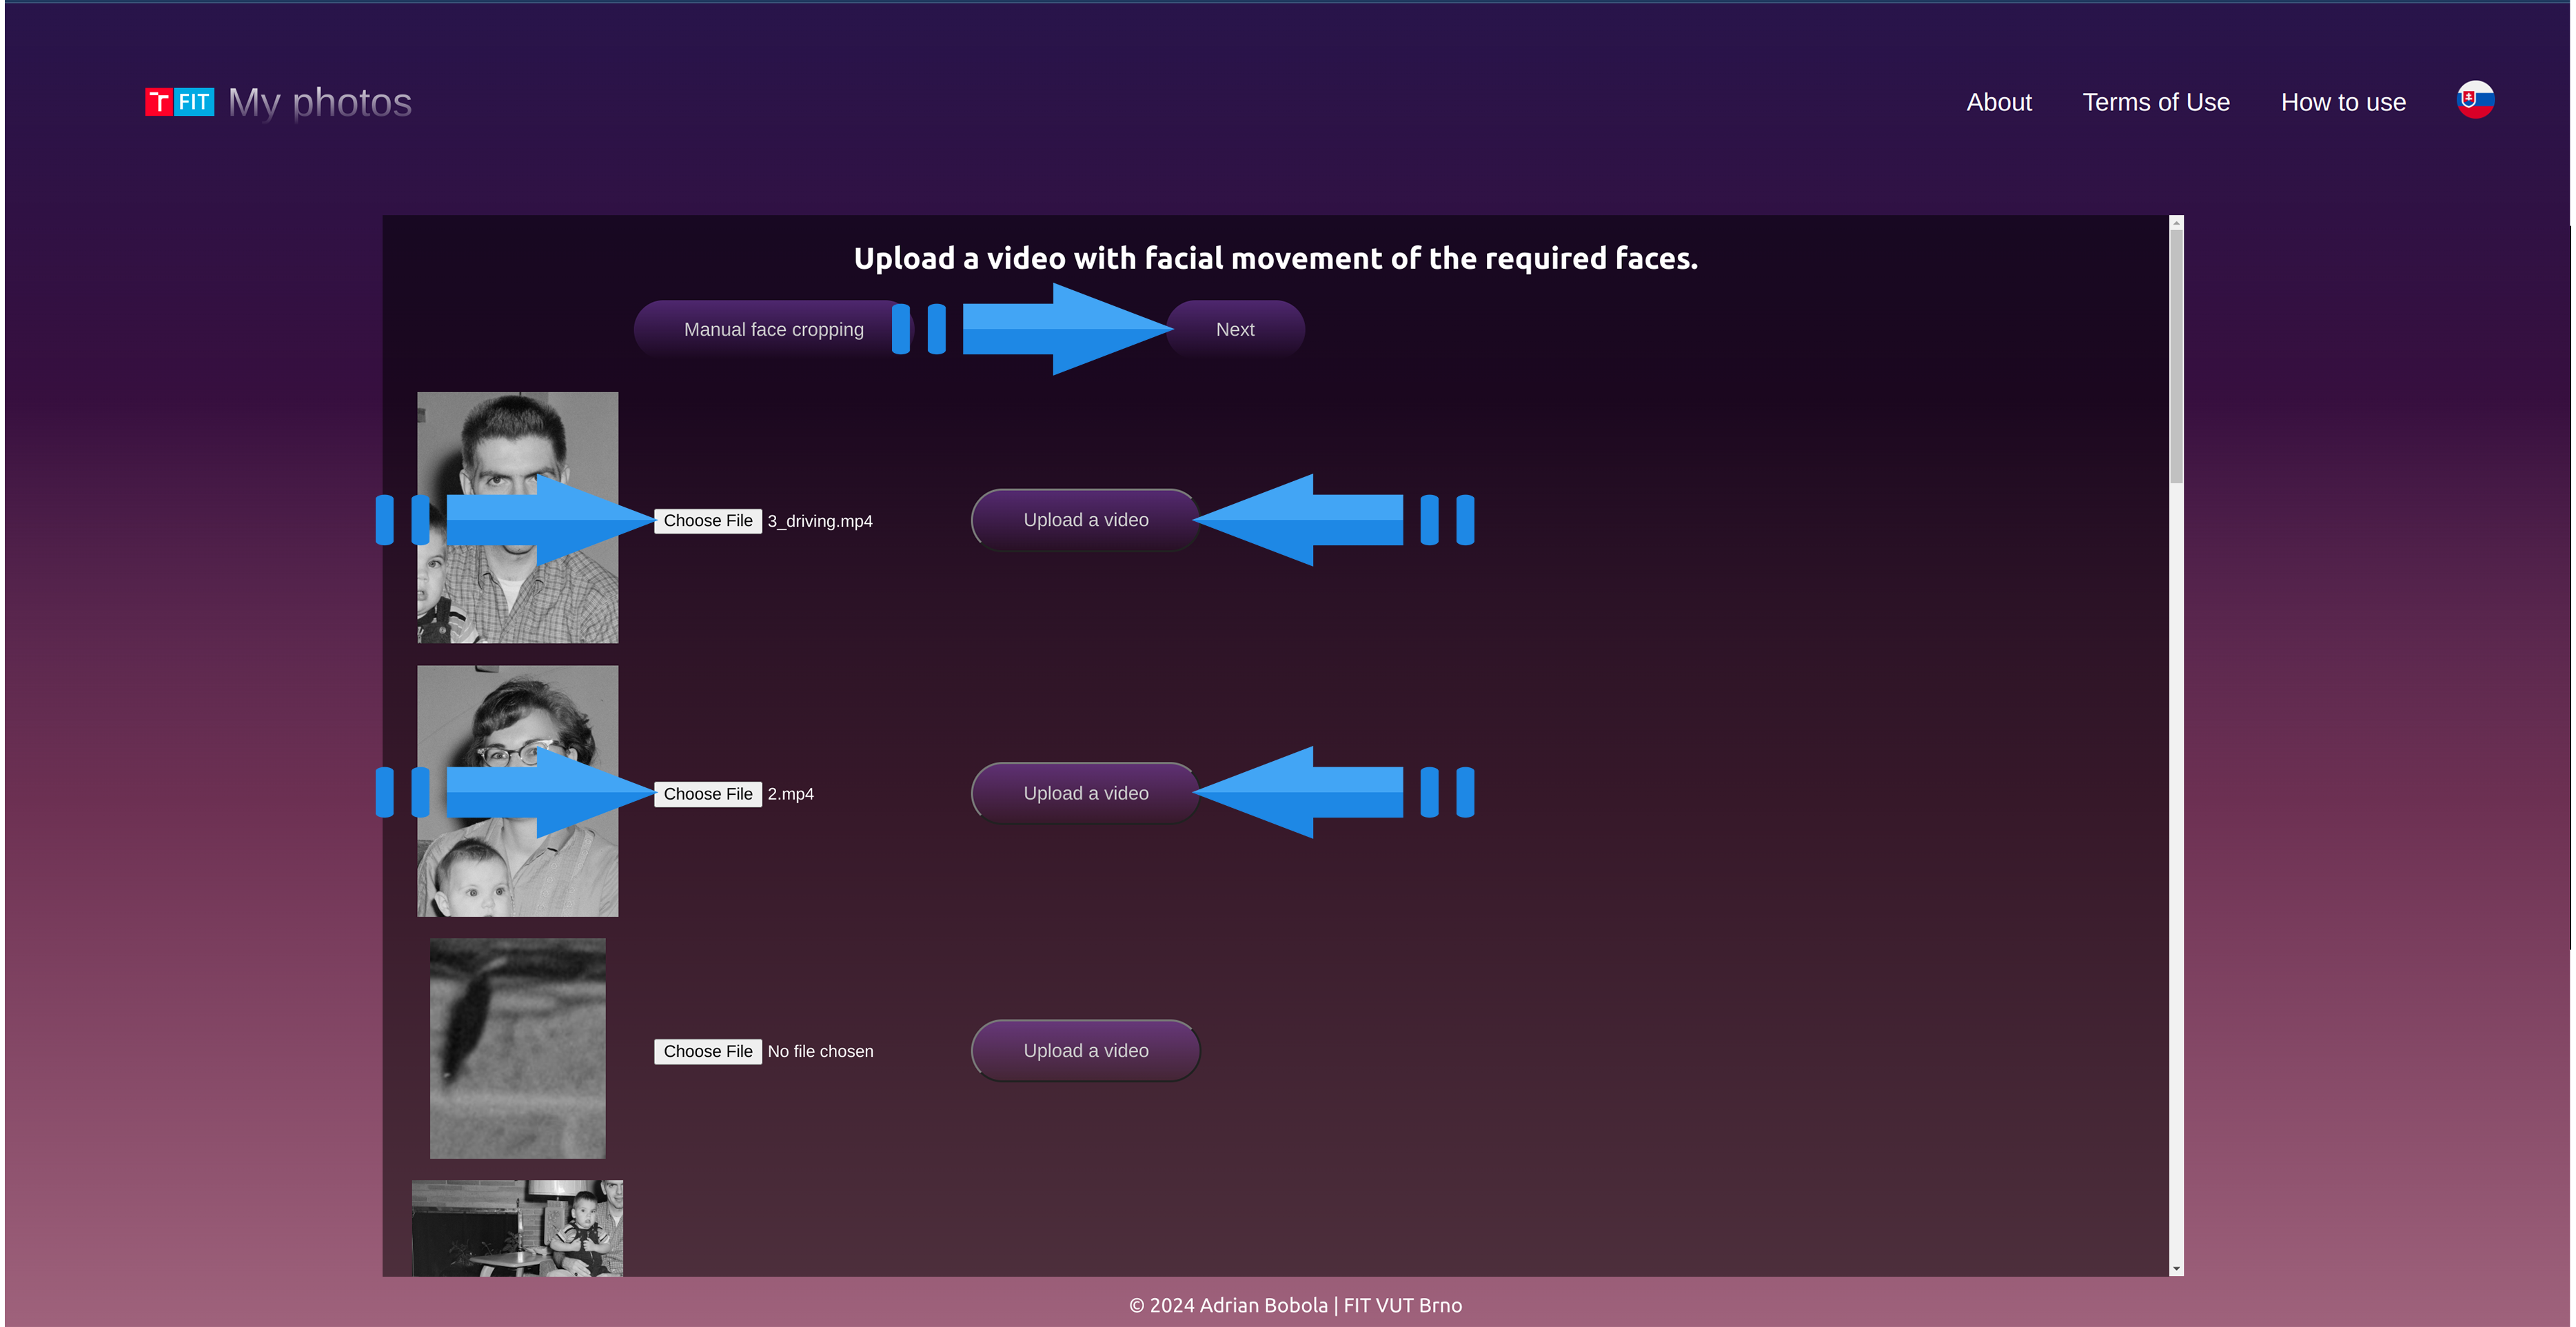 T FIT My photos
About Terms of Use How to use
Upload a video with facial movement of the required faces.
Manual face cropping Next
Choose File 3_driving.mp4 Upload a video
Choose File 2.mp4 Upload a video
Choose File No file chosen Upload a video
© 2024 Adrian Bobola | FIT VUT Brno